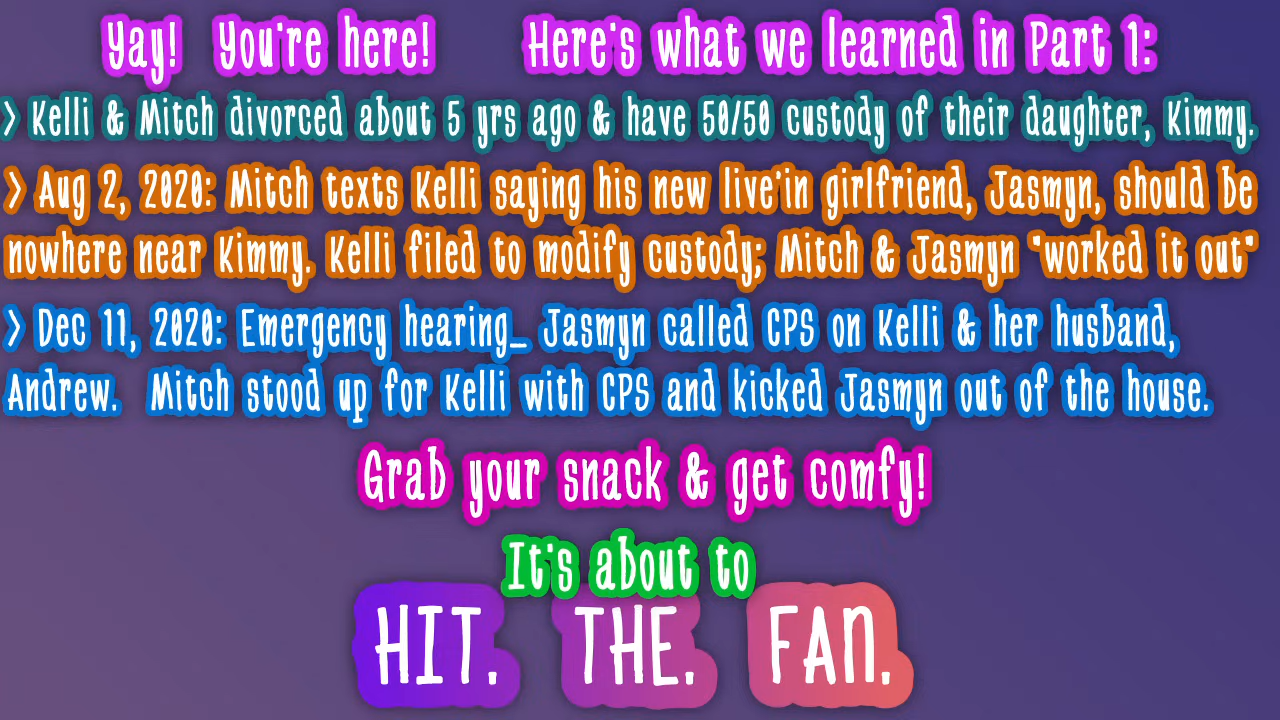 Yay! You're here! Here's what we learned in Part 1:
> Kelli & Mitch divorced about 5 yrs ago & have 50/50 custody of their daughter, Kimmy.
> Aug 2, 2020: Mitch texts Kelli saying his new live'in girlfriend, Jasmyn, should be
nowhere near Kimmy. Kelli filed to modify custody; Mitch & Jasmyn "worked it out"
> Dec 11, 2020: Emergency hearing_ Jasmyn called CPS on Kelli & her husband,
Andrew. Mitch stood up for Kelli with CPS and kicked Jasmyn out of the house.
Grab your snack & get comfy!
It's about to
HIT. THE. FAN.